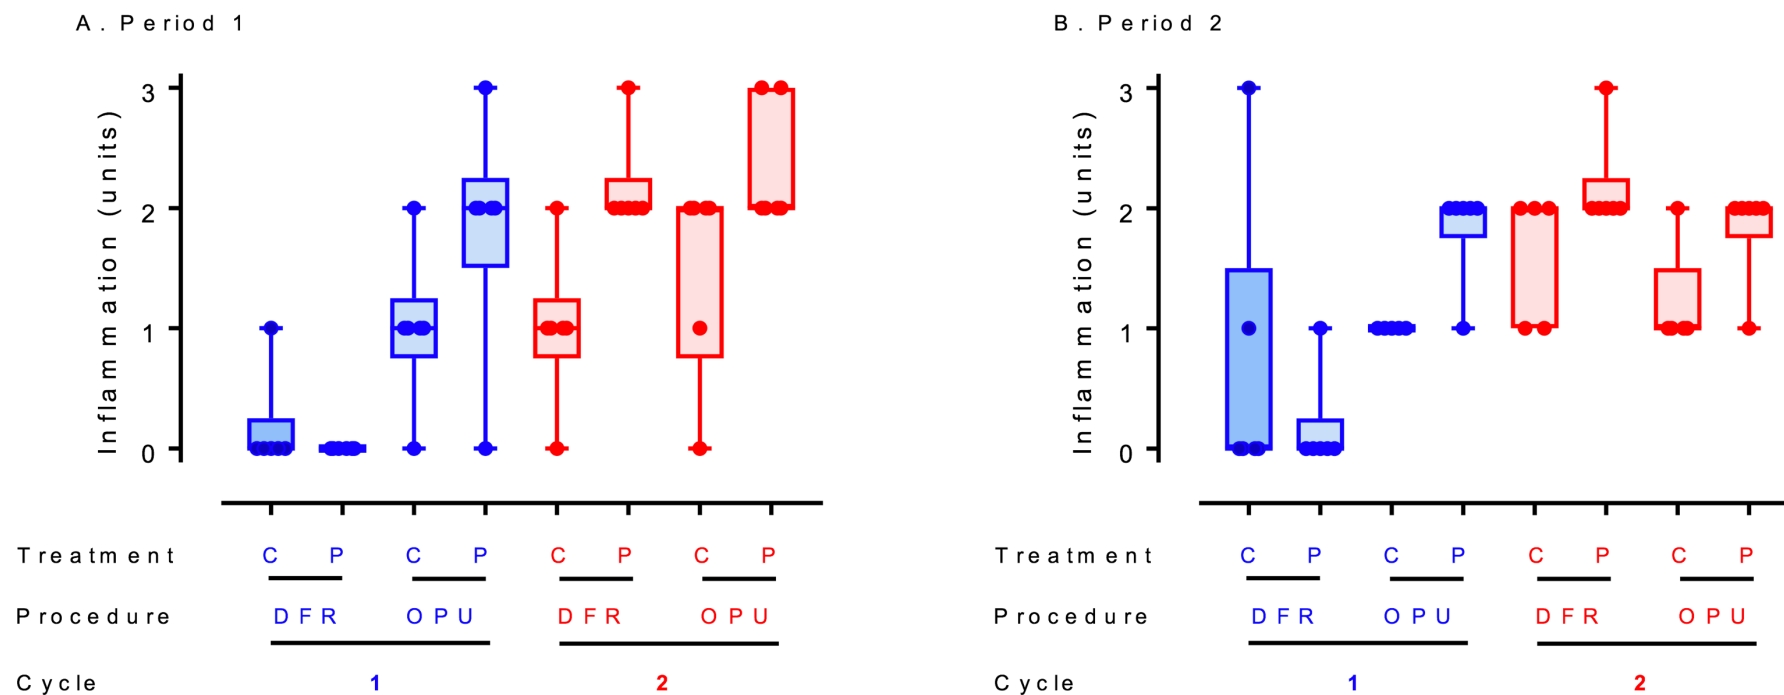 A. Period 1
B. Period 2
Inflammation (units)
3
2
1
0
Inflammation (units)
3
2
1
0
Treatment C P C P C P C P
Procedure DFR OPU DFR OPU
Cycle 1 2
Treatment C P C P C P C P
Procedure DFR OPU DFR OPU
Cycle 1 2